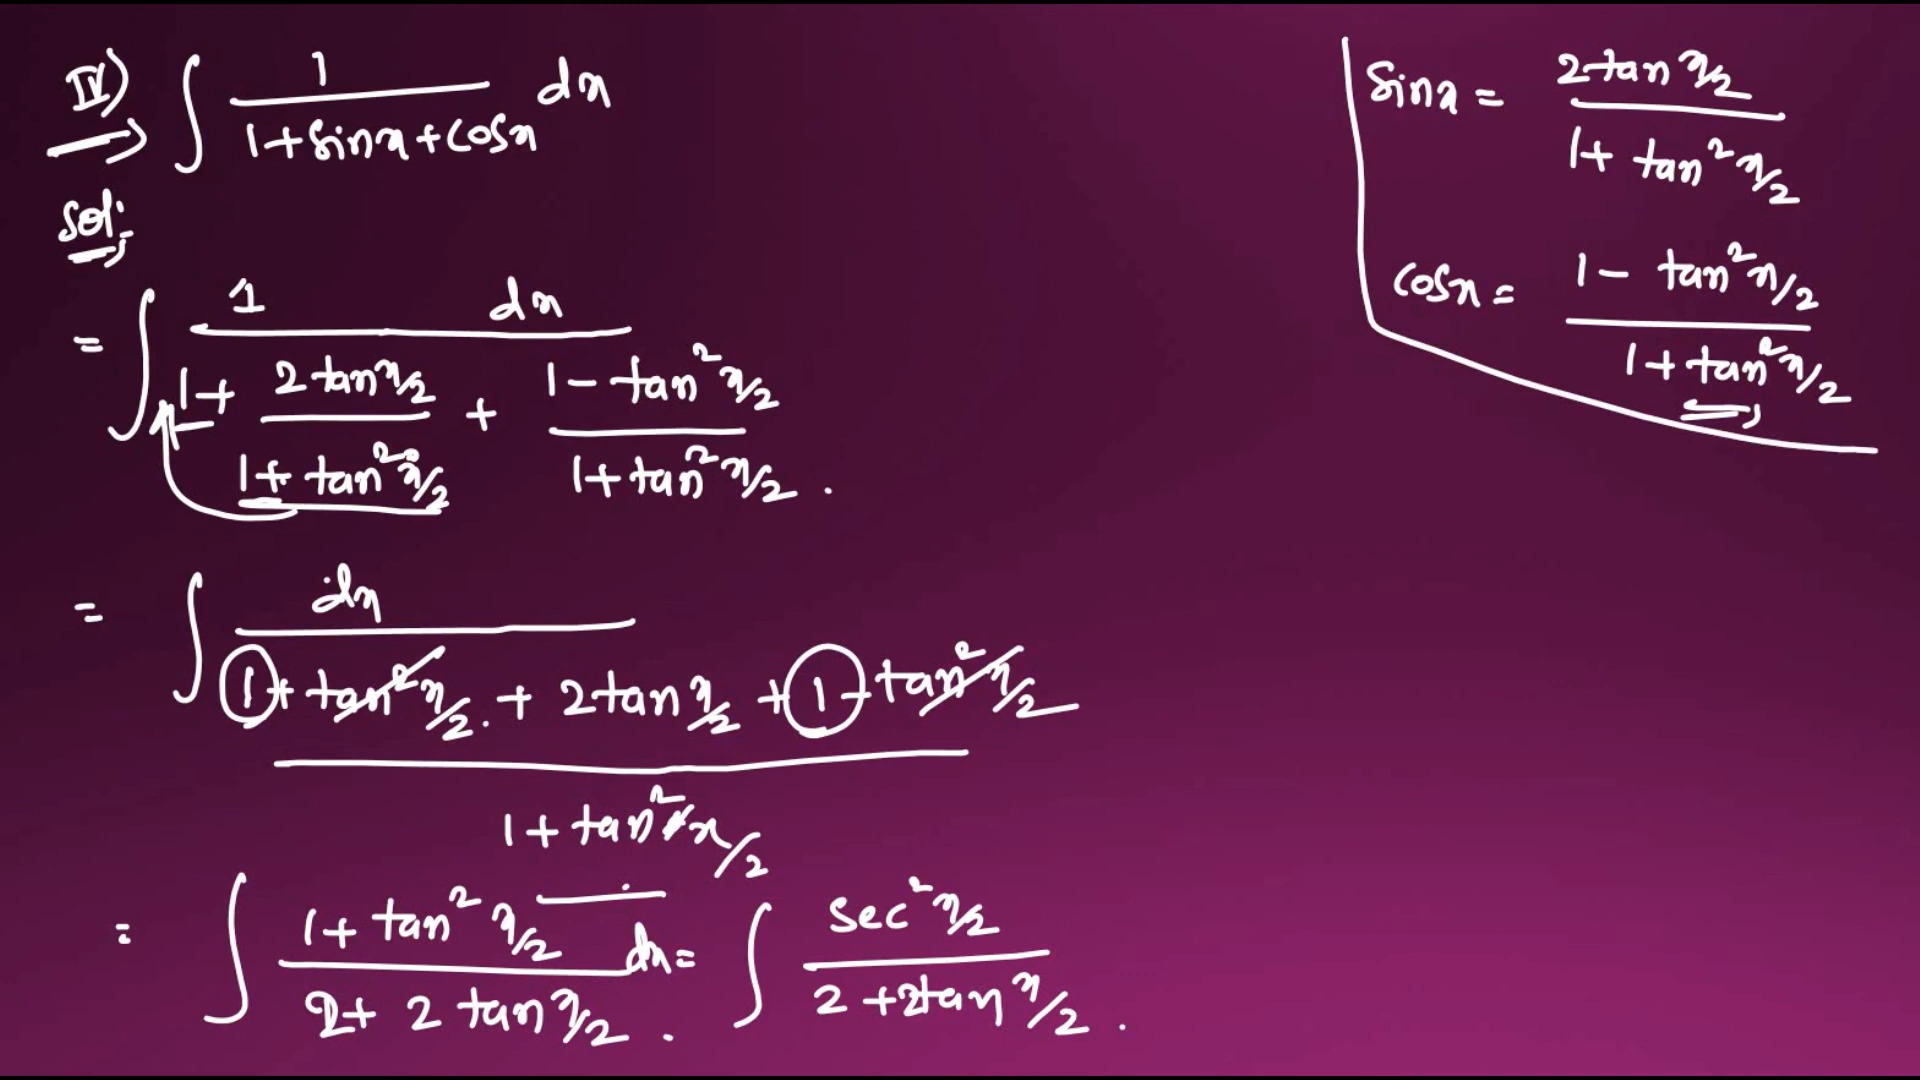 IV) ∫ 1/(1+sinx+cosx) dx
Sol:
= ∫ 1 dx / (1 + (2tan x/2)/(1+tan² x/2) + (1-tan² x/2)/(1+tan² x/2)).
= ∫ dx / ((1+tan² x/2 + 2tan x/2 + 1-tan² x/2)/(1+tan² x/2))
= ∫ (1+tan² x/2)/(2+2tan x/2) dx = ∫ (sec² x/2)/(2+2tan x/2).
sinx = (2tan x/2)/(1+tan² x/2)
cosx = (1-tan² x/2)/(1+tan² x/2)